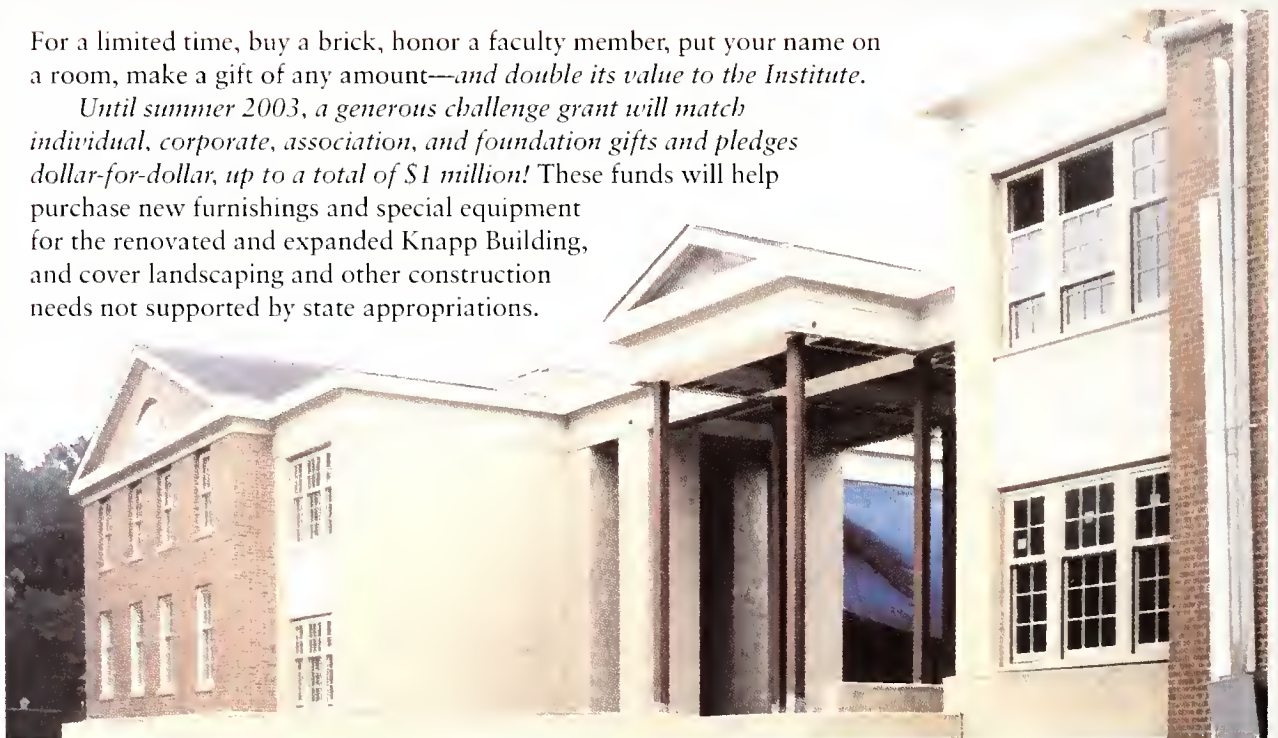 For a limited time, buy a brick, honor a faculty member, put your name on
a room, make a gift of any amount—and double its value to the Institute.
Until summer 2003, a generous challenge grant will match
individual, corporate, association, and foundation gifts and pledges
dollar-for-dollar, up to a total of $1 million! These funds will help
purchase new furnishings and special equipment
for the renovated and expanded Knapp Building,
and cover landscaping and other construction
needs not supported by state appropriations.